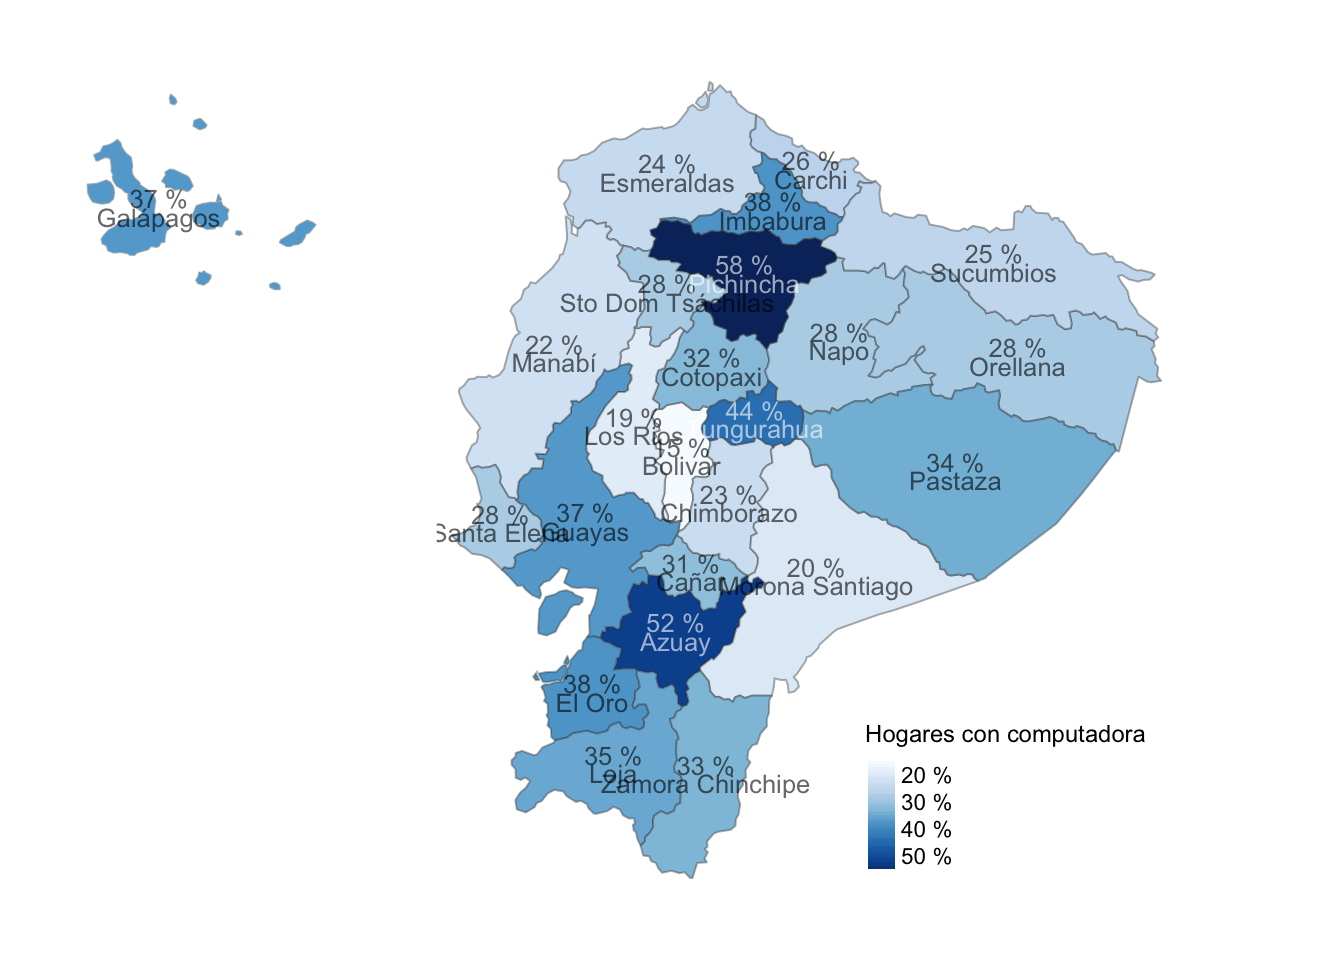 24 %
Esmeraldas
26 %
Carchi
38 %
Imbabura
37 %
Galápagos
58 %
Pichincha
25 %
Sucumbios
28 %
Sto Dom Tsáchilas
28 %
Napo
28 %
Orellana
22 %
Manabí
32 %
Cotopaxi
44 %
Tungurahua
19 %
Los Rios
15 %
Bolivar
34 %
Pastaza
23 %
Chimborazo
28 %
Santa Elena
37 %
Guayas
31 %
Cañar
20 %
Morona Santiago
52 %
Azuay
38 %
El Oro
35 %
Loja
33 %
Zamora Chinchipe
Hogares con computadora
20 %
30 %
40 %
50 %